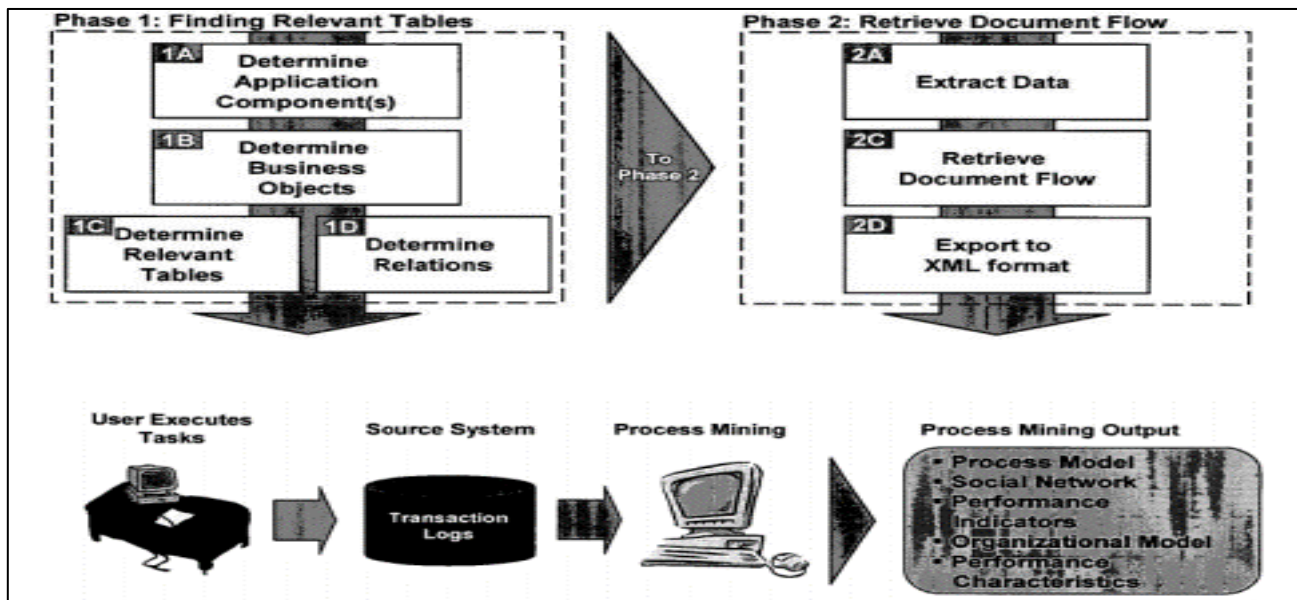 Phase 1: Finding Relevant Tables
1A
Determine
Application
Component(s)
1B
Determine
Business
Objects
1C
Determine
Relevant
Tables
1D
Determine
Relations
To
Phase 2
Phase 2: Retrieve Document Flow
2A
Extract Data
2C
Retrieve
Document Flow
2D
Export to
XML format
User Executes
Tasks
Source System
Transaction
Logs
Process Mining
Process Mining Output
• Process Model
• Social Network
• Performance
Indicators
• Organizational Model
• Performance
Characteristics